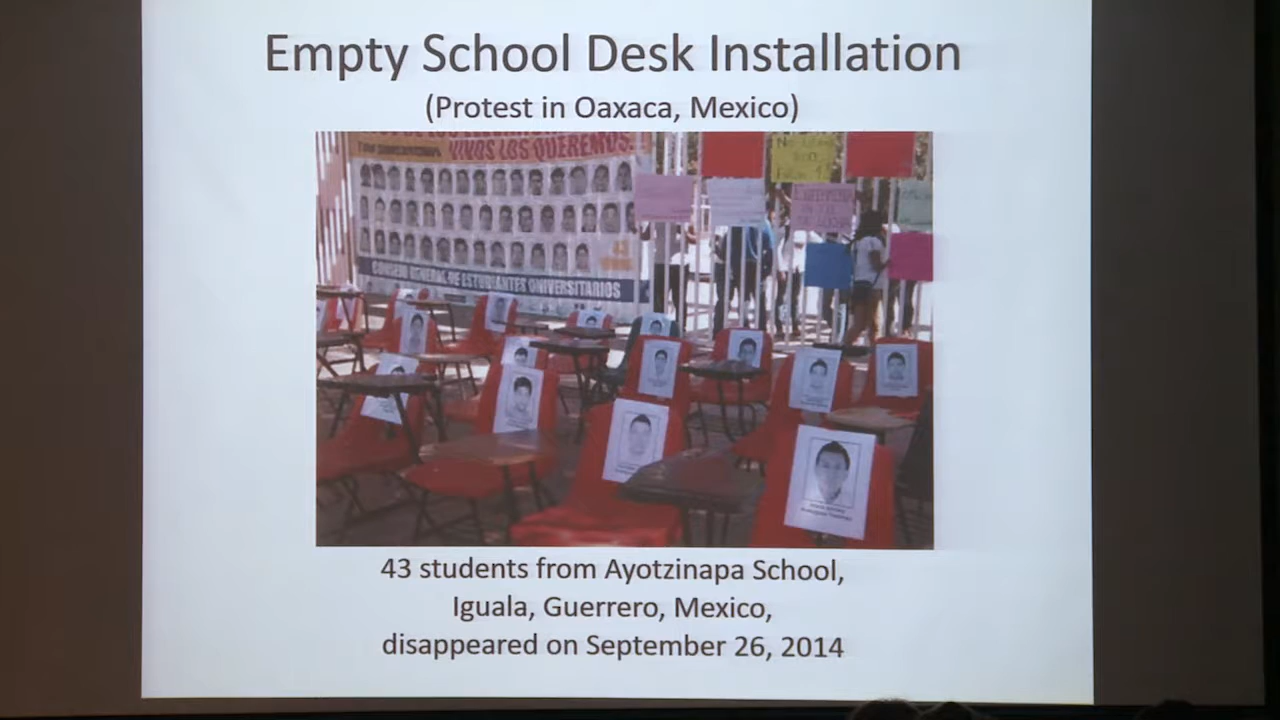 Empty School Desk Installation
(Protest in Oaxaca, Mexico)
VIVOS LOS QUEREMOS.
43
CONSEJO GENERAL DE ESTUDIANTES UNIVERSITARIOS
43 students from Ayotzinapa School,
Iguala, Guerrero, Mexico,
disappeared on September 26, 2014